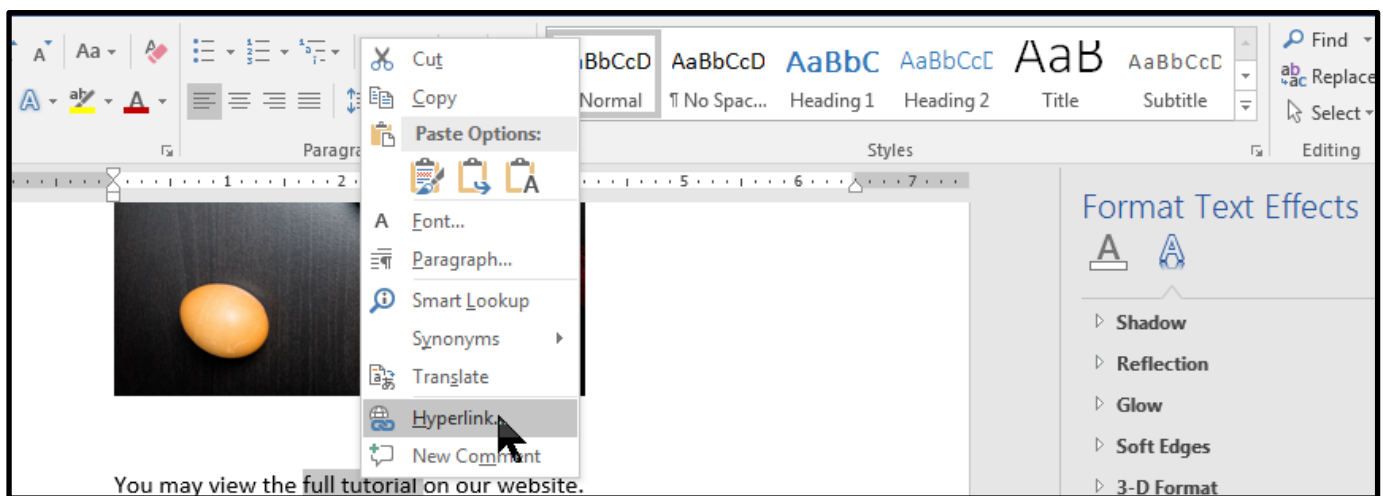 A Aa Find
Cut
BbCcD AaBbCcD AaBbC AaBbCcD AaB AaBbCcD
Replace
Copy
Normal ¶ No Spac... Heading 1 Heading 2 Title Subtitle
Select
Paste Options:
Paragra Styles Editing
1 2 5 6 7
Font...
Format Text Effects
Paragraph...
Smart Lookup
Shadow
Synonyms
Reflection
Translate
Glow
Hyperlink...
Soft Edges
New Comment
You may view the full tutorial on our website.
3-D Format